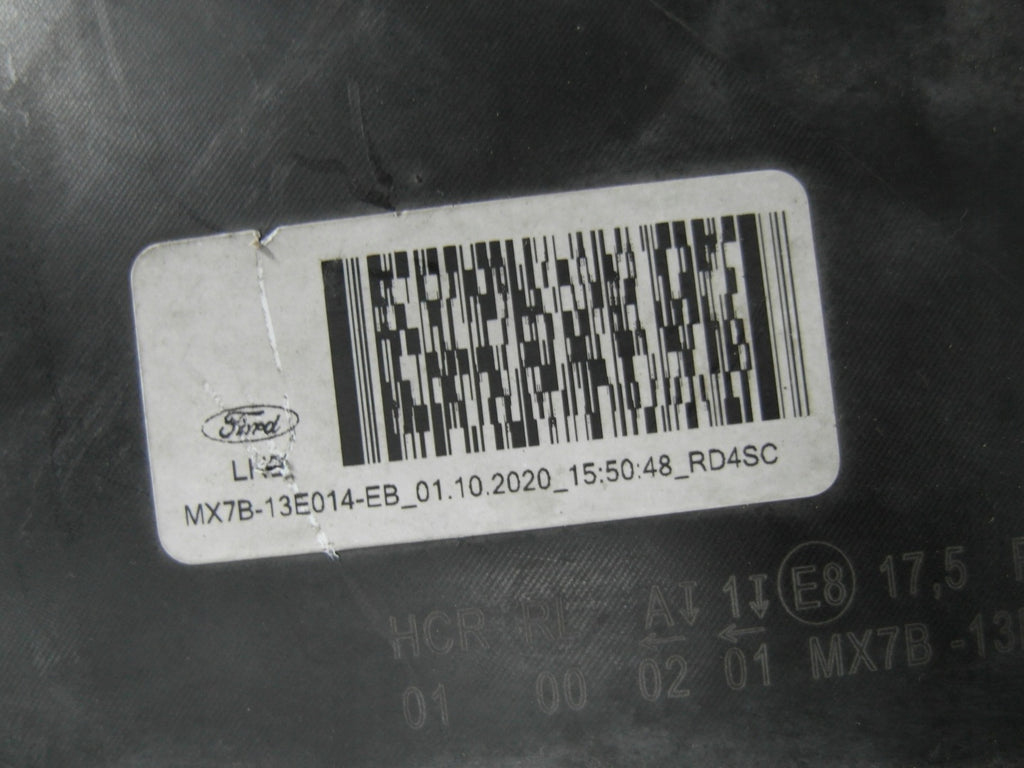 Ford
MX7B-13E014-EB_01.10.2020_15:50:48_RD4SC
HCR RL A↓ 1↓ E8 17,5
← ←
01 00 02 01 MX7B -13